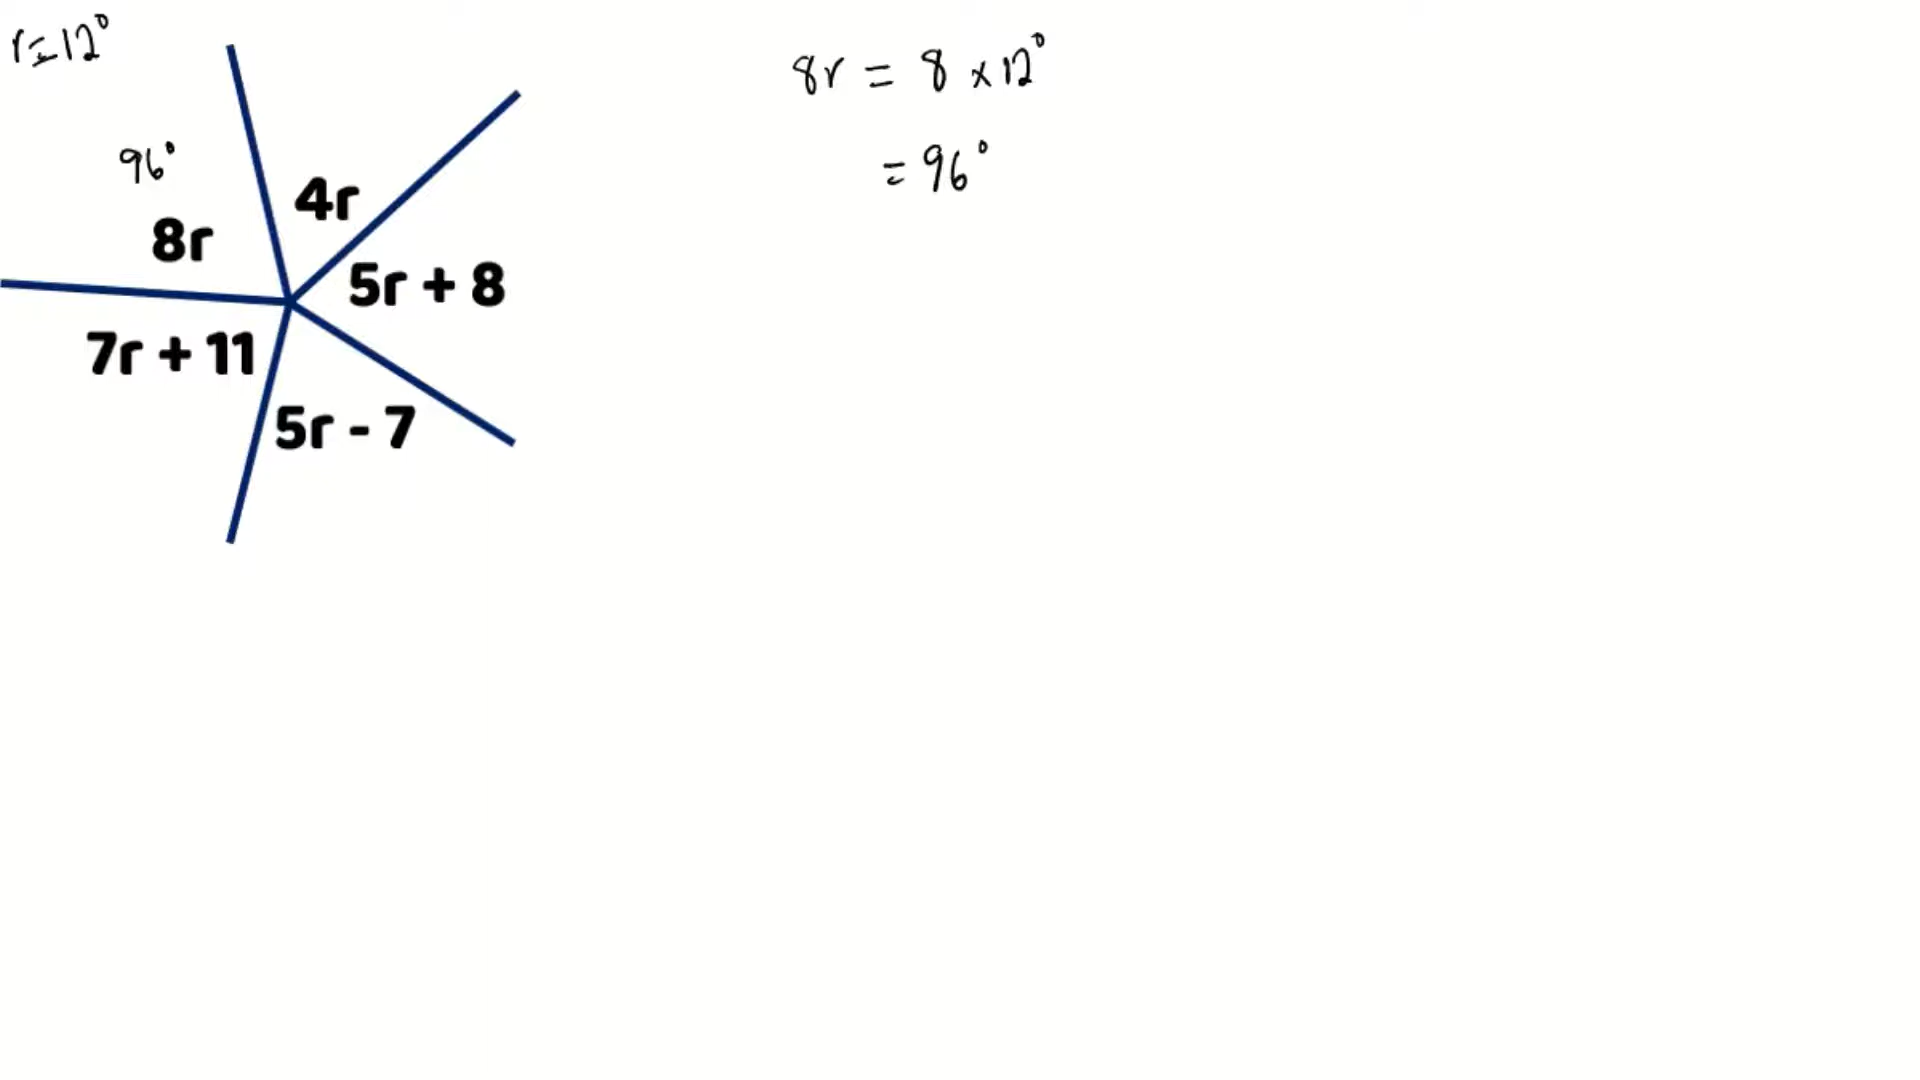 r=12°
8r = 8 × 12°
= 96°
96°
4r
8r
5r + 8
7r + 11
5r - 7